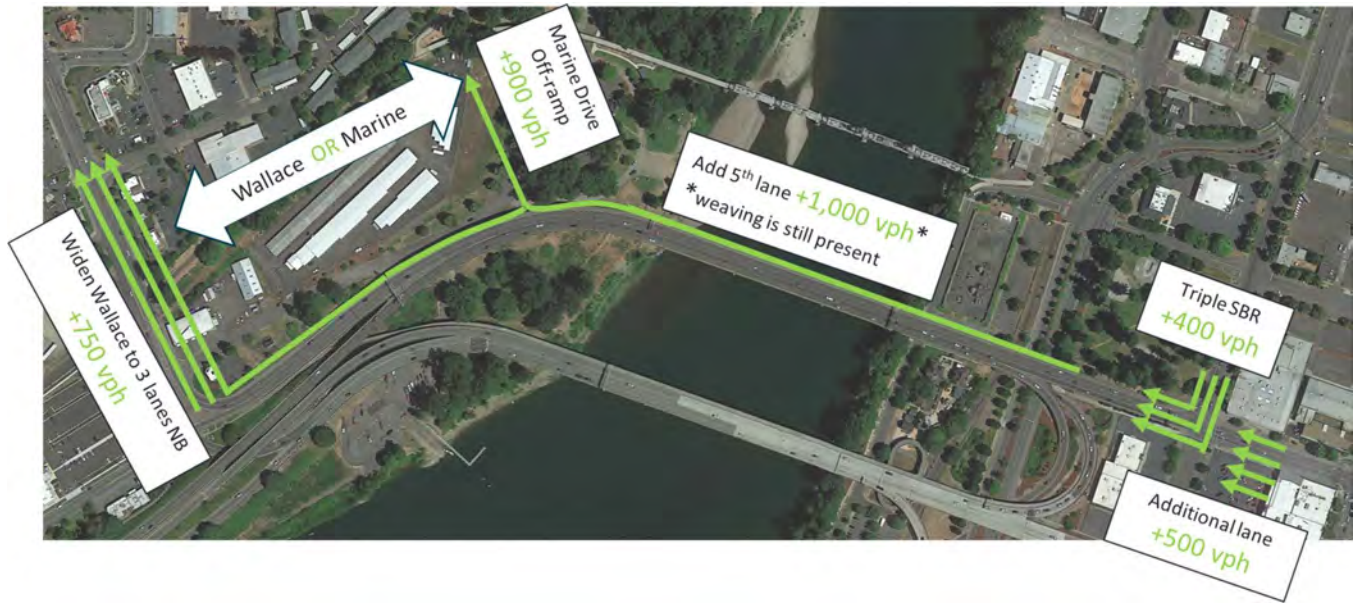 Widen Wallace to 3 lanes NB
+750 vph
Wallace OR Marine
Marine Drive
Off-ramp
+900 vph
Add 5th lane +1,000 vph*
*weaving is still present
Triple SBR
+400 vph
Additional lane
+500 vph